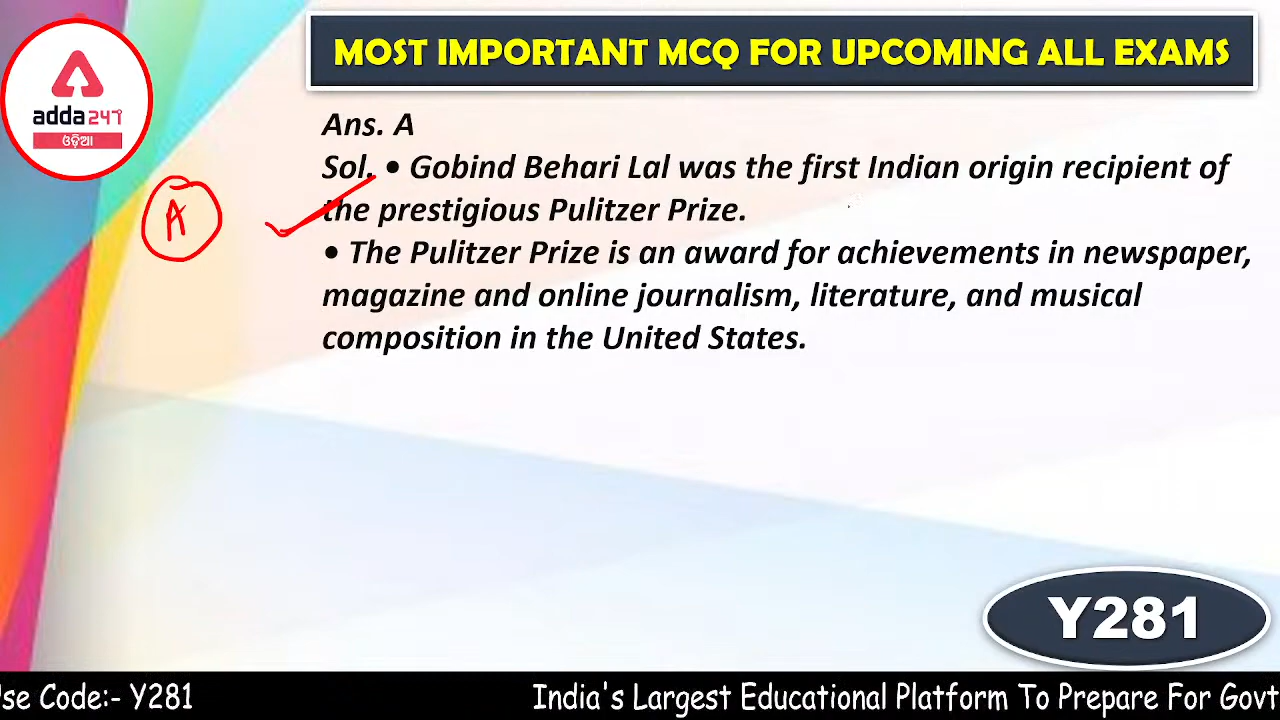 MOST IMPORTANT MCQ FOR UPCOMING ALL EXAMS
adda247
ଓଡ଼ିଆ
Ans. A
Sol. • Gobind Behari Lal was the first Indian origin recipient of
the prestigious Pulitzer Prize.
A
• The Pulitzer Prize is an award for achievements in newspaper,
magazine and online journalism, literature, and musical
composition in the United States.
Y281
se Code:- Y281
India's Largest Educational Platform To Prepare For Govt